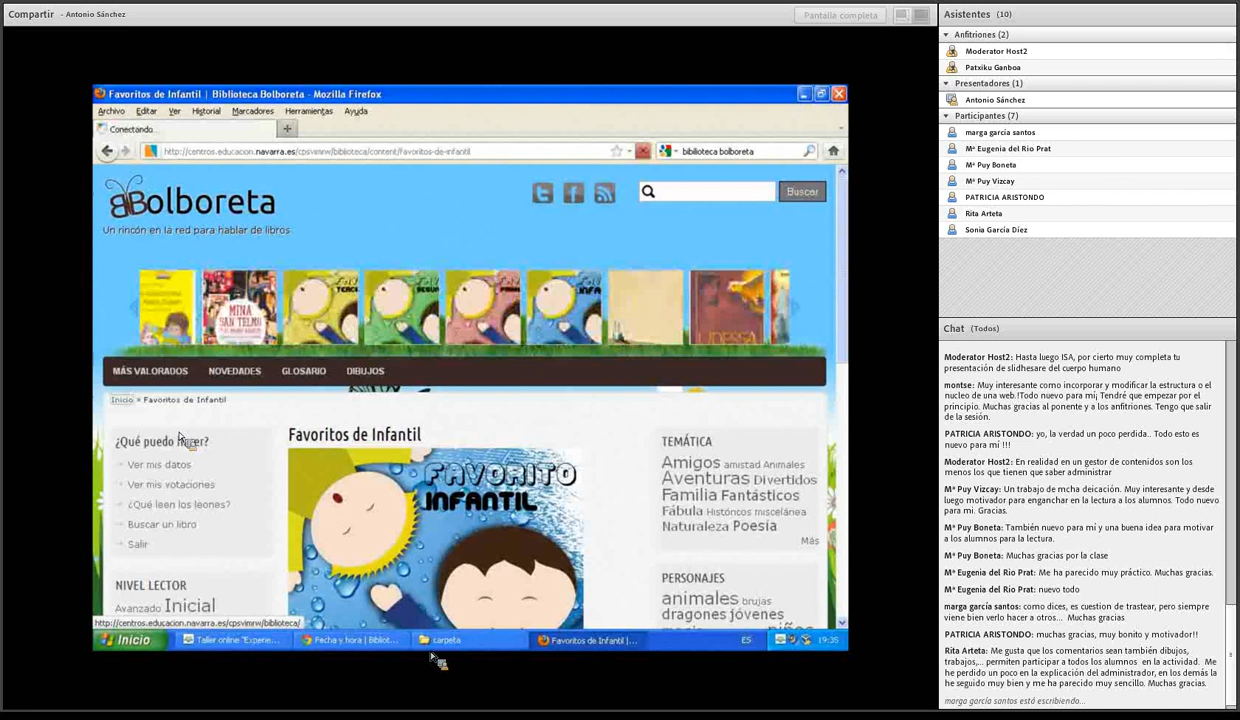 Compartir - Antonio Sánchez
Pantalla completa
Favoritos de Infantil | Biblioteca Bolboreta - Mozilla Firefox
Archivo Editar Ver Historial Marcadores Herramientas Ayuda
Conectando...
http://centros.educacion.navarra.es/cpsvimnrw/biblioteca/content/favoritos-de-infantil
biblioteca bolboreta
Bolboreta
Un rincón en la red para hablar de libros
Buscar
MINA
SAN TELMO
MÁS VALORADOS NOVEDADES GLOSARIO DIBUJOS
Inicio » Favoritos de Infantil
¿Qué puedo hacer?
Ver mis datos
Ver mis votaciones
¿Qué leen los leones?
Buscar un libro
Salir
NIVEL LECTOR
Avanzado Inicial
Favoritos de Infantil
FAVORITO
INFANTIL
TEMÁTICA
Amigos amistad Animales
Aventuras Divertidos
Familia Fantásticos
Fábula Históricos miscelánea
Naturaleza Poesía
Más
PERSONAJES
animales brujas
dragones jóvenes
http://centros.educacion.navarra.es/cpsvimnrw/biblioteca/
Inicio
Taller online "Experie...
Fecha y hora | Bibliot...
carpeta
Favoritos de Infantil |...
ES
19:35
Asistentes (10)
Anfitriones (2)
Moderator Host2
Patxiku Ganboa
Presentadores (1)
Antonio Sánchez
Participantes (7)
marga garcía santos
Mª Eugenia del Rio Prat
Mª Puy Boneta
Mª Puy Vizcay
PATRICIA ARISTONDO
Rita Arteta
Sonia García Díez
Chat (Todos)
Moderator Host2: Hasta luego ISA, por cierto muy completa tu
presentación de slidhesare del cuerpo humano
montse: Muy interesante como incorporar y modificar la estructura o el
nucleo de una web.!Todo nuevo para mi¡ Tendré que empezar por el
principio. Muchas gracias al ponente y a los anfitriones. Tengo que salir
de la sesión.
PATRICIA ARISTONDO: yo, la verdad un poco perdida.. Todo esto es
nuevo para mí !!!
Moderator Host2: En realidad en un gestor de contenidos son los
menos los que tienen que saber administrar
Mª Puy Vizcay: Un trabajo de mcha deicación. Muy interesante y desde
luego motivador para enganchar en la lectura a los alumnos. Todo nuevo
para mi. Gracias.
Mª Puy Boneta: También nuevo para mí y una buena idea para motivar
a los alumnos para la lectura.
Mª Puy Boneta: Muchas gracias por la clase
Mª Eugenia del Rio Prat: Me ha parecido muy práctico. Muchas gracias.
Mª Eugenia del Rio Prat: nuevo todo
marga garcía santos: como dices, es cuestion de trastear, pero siempre
viene bien verlo hacer a otros... Muchas gracias
PATRICIA ARISTONDO: muchas gracias, muy bonito y motivador!!
Rita Arteta: Me gusta que los comentarios sean también dibujos,
trabajos,... permiten participar a todos los alumnos en la actividad. Me
he perdido un poco en la explicación del administrador, en los demás la
he seguido muy bien y me ha parecido muy sencillo. Muchas gracias.
marga garcía santos está escribiendo...